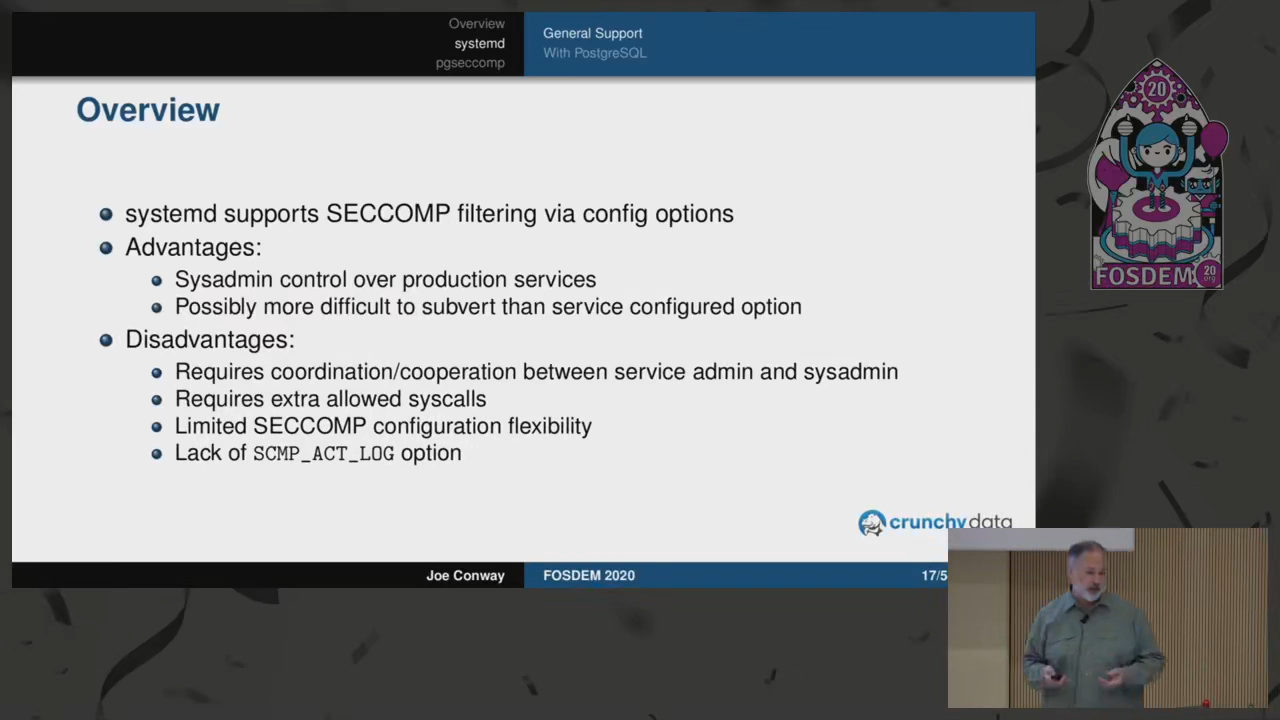 Overview
systemd
pgseccomp
General Support
With PostgreSQL
Overview
systemd supports SECCOMP filtering via config options
Advantages:
Sysadmin control over production services
Possibly more difficult to subvert than service configured option
Disadvantages:
Requires coordination/cooperation between service admin and sysadmin
Requires extra allowed syscalls
Limited SECCOMP configuration flexibility
Lack of SCMP_ACT_LOG option
crunchy data
Joe Conway
FOSDEM 2020
17/5
20
FOSDEM
20
.org